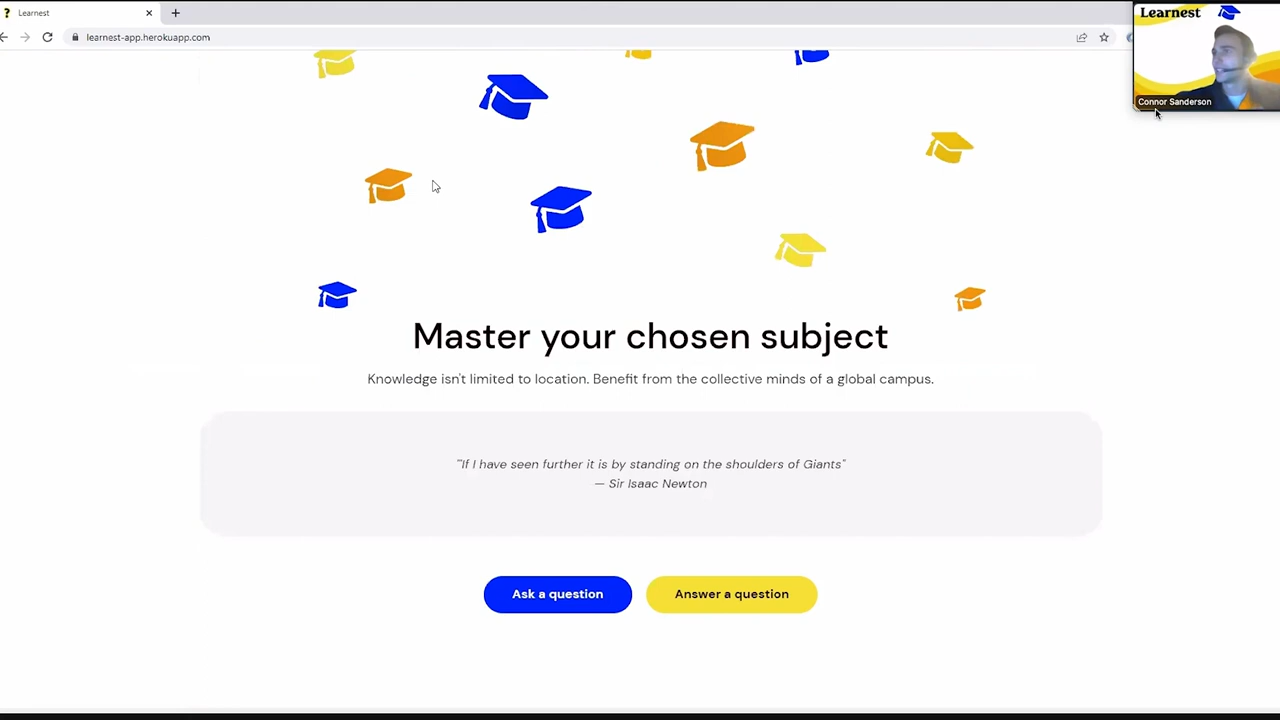 Learnest
learnest-app.herokuapp.com
Learnest
Connor Sanderson
Master your chosen subject
Knowledge isn't limited to location. Benefit from the collective minds of a global campus.
"'If I have seen further it is by standing on the shoulders of Giants"
— Sir Isaac Newton
Ask a question
Answer a question